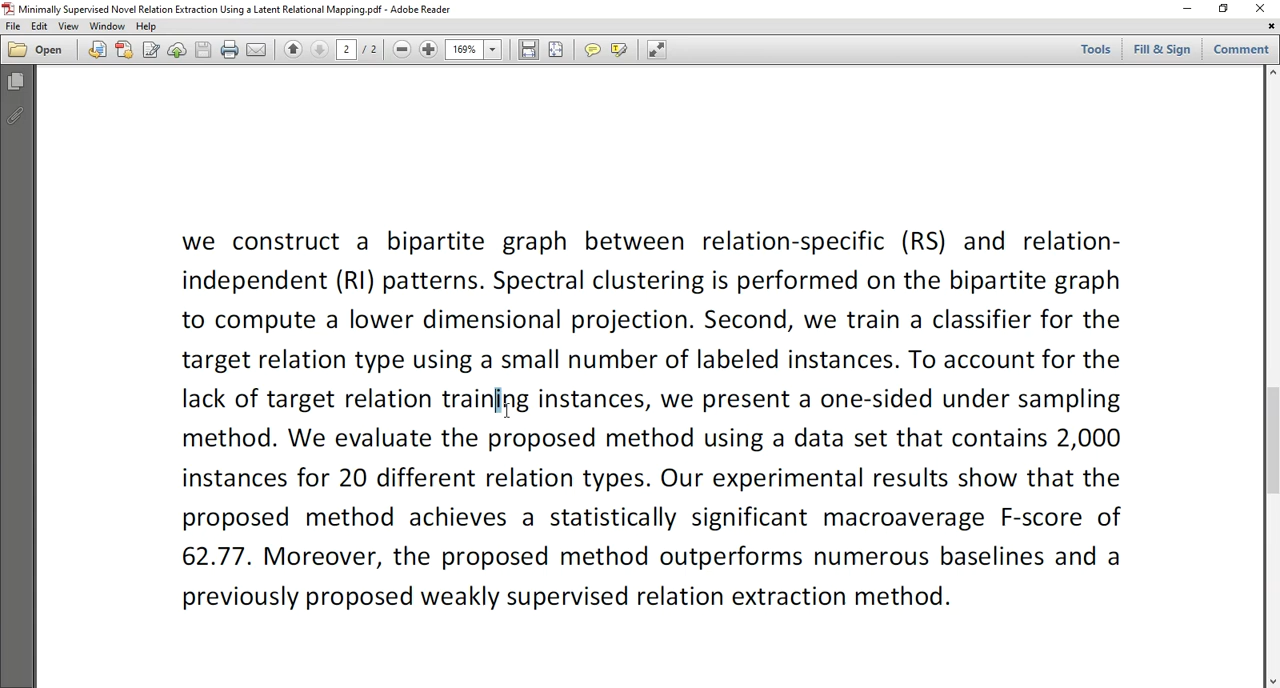 Minimally Supervised Novel Relation Extraction Using a Latent Relational Mapping.pdf - Adobe Reader
File Edit View Window Help
Open 2 / 2 169% Tools Fill & Sign Comment
we construct a bipartite graph between relation-specific (RS) and relation-
independent (RI) patterns. Spectral clustering is performed on the bipartite graph
to compute a lower dimensional projection. Second, we train a classifier for the
target relation type using a small number of labeled instances. To account for the
lack of target relation training instances, we present a one-sided under sampling
method. We evaluate the proposed method using a data set that contains 2,000
instances for 20 different relation types. Our experimental results show that the
proposed method achieves a statistically significant macroaverage F-score of
62.77. Moreover, the proposed method outperforms numerous baselines and a
previously proposed weakly supervised relation extraction method.